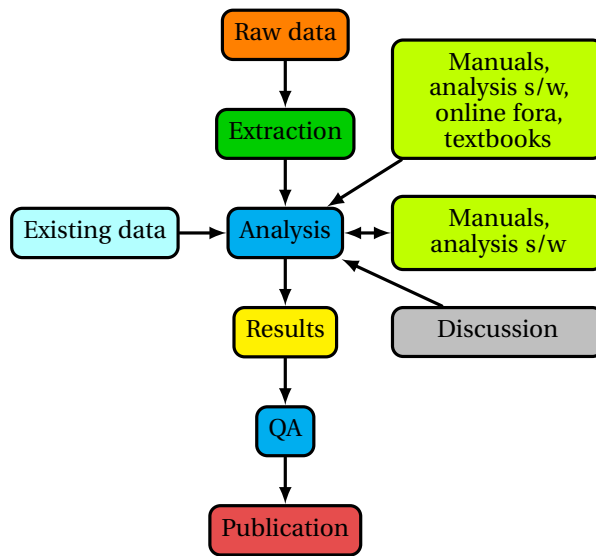 Raw data
Manuals,
analysis s/w,
online fora,
textbooks
Extraction
Existing data
Analysis
Manuals,
analysis s/w
Results
Discussion
QA
Publication